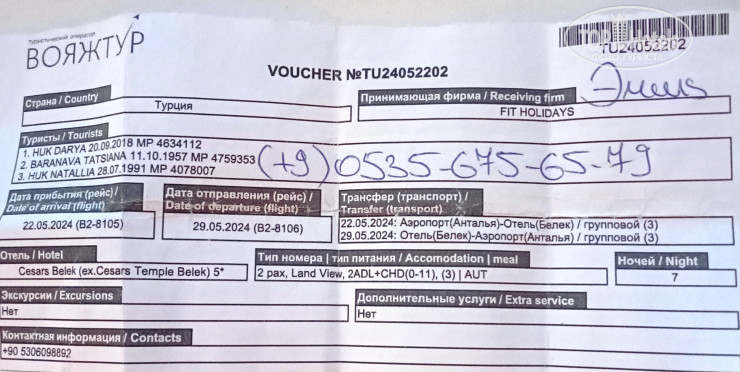 туристический оператор
ВОЯЖТУР
TU24052202
VOUCHER №TU24052202
Страна / Country
Турция
Принимающая фирма / Receiving firm
FIT HOLIDAYS
Туристы / Tourists
1. HUK DARYA 20.09.2018 MP 4634112
2. BARANAVA TATSIANA 11.10.1957 MP 4759353
3. HUK NATALLIA 28.07.1991 MP 4078007
(+9) 0535-675-65-79
Дата прибытия (рейс) /
Date of arrival (flight)
22.05.2024 (B2-8105)
Дата отправления (рейс) /
Date of departure (flight)
29.05.2024 (B2-8106)
Трансфер (транспорт) /
Transfer (transport)
22.05.2024: Аэропорт(Анталья)-Отель(Белек) / групповой (3)
29.05.2024: Отель(Белек)-Аэропорт(Анталья) / групповой (3)
Отель / Hotel
Cesars Belek (ex.Cesars Temple Belek) 5*
Тип номера | тип питания / Accomodation | meal
2 pax, Land View, 2ADL+CHD(0-11), (3) | AUT
Ночей / Night
7
Экскурсии / Excursions
Нет
Дополнительные услуги / Extra service
Нет
Контактная информация / Contacts
+90 5306098892